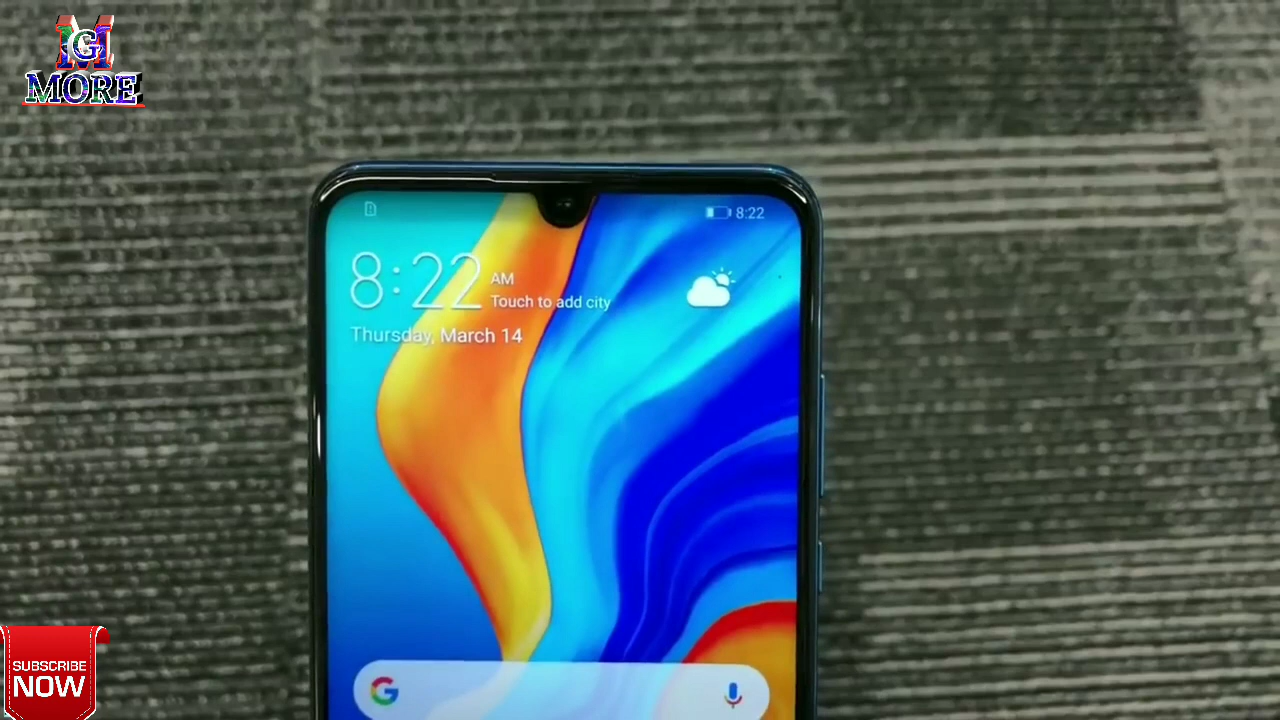 G
M
MORE
8:22
8:22
AM
Touch to add city
Thursday, March 14
G
SUBSCRIBE
NOW